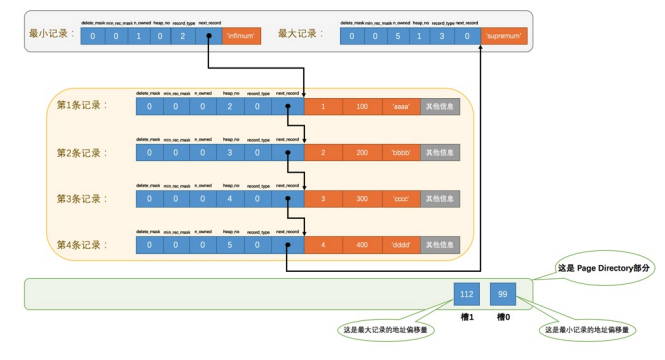 delete_mask min_rec_mask n_owned heap_no record_type next_record
最小记录： 0 0 1 0 2 'infimum'
delete_mask min_rec_mask n_owned heap_no record_type next_record
最大记录： 0 0 5 1 3 0 'supremum'
delete_mask min_rec_mask n_owned heap_no record_type next_record
第1条记录： 0 0 0 2 0 1 100 'aaaa' 其他信息
delete_mask min_rec_mask n_owned heap_no record_type next_record
第2条记录： 0 0 0 3 0 2 200 'bbbb' 其他信息
delete_mask min_rec_mask n_owned heap_no record_type next_record
第3条记录： 0 0 0 4 0 3 300 'cccc' 其他信息
delete_mask min_rec_mask n_owned heap_no record_type next_record
第4条记录： 0 0 0 5 0 4 400 'dddd' 其他信息
这是 Page Directory部分
112 99
槽1 槽0
这是最大记录的地址偏移量
这是最小记录的地址偏移量